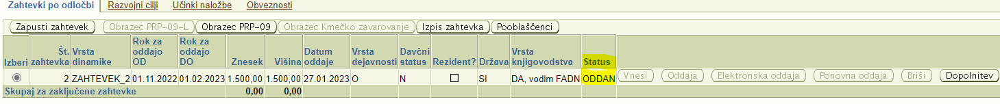 Zahtevki po odločbi Razvojni cilji Učinki naložbe Obveznosti
Zapusti zahtevek Obrazec PRP-09-L Obrazec PRP-09 Obrazec Kmečko zavarovanje Izpis zahtevka Pooblaščenci
Izberi Št. zahtevka Vrsta dinamike Rok za oddajo OD Rok za oddajo DO Znesek Višina Datum oddaje Vrsta dejavnosti Davčni status Rezident? Država Vrsta knjigovodstva Status
2 ZAHTEVEK_2 01.11.2022 01.02.2023 1.500,00 1.500,00 27.01.2023 O N SI DA, vodim FADN ODDAN Vnesi Oddaja Elektronska oddaja Ponovna oddaja Briši Dopolnitev
Skupaj za zaključene zahtevke 0,00 0,00